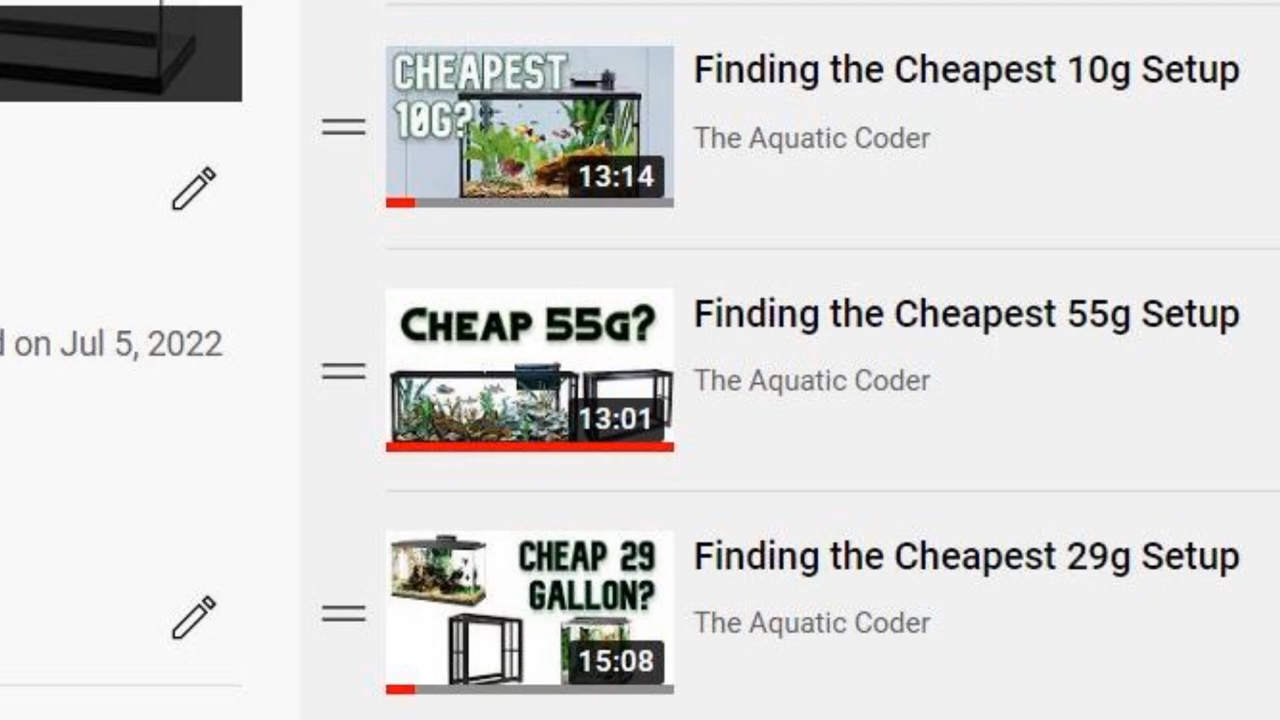 CHEAPEST
10G?
13:14
Finding the Cheapest 10g Setup
The Aquatic Coder
on Jul 5, 2022
CHEAP 55G?
13:01
Finding the Cheapest 55g Setup
The Aquatic Coder
CHEAP 29
GALLON?
15:08
Finding the Cheapest 29g Setup
The Aquatic Coder